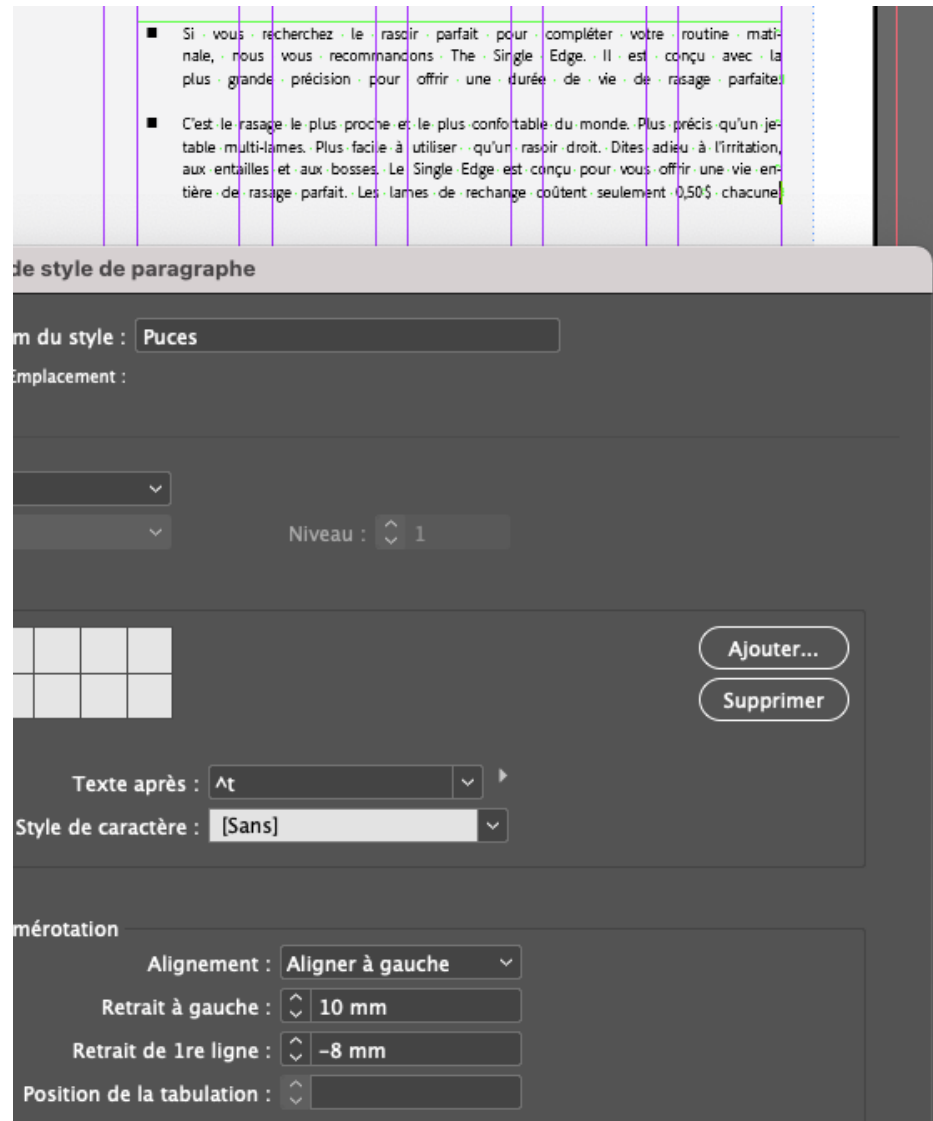 ■ Si vous recherchez le rasoir parfait pour compléter votre routine mati-
nale, nous vous recommandons The Single Edge. Il est conçu avec la
plus grande précision pour offrir une durée de vie de rasage parfaite.
■ C'est le rasage le plus proche et le plus confortable du monde. Plus précis qu'un je-
table multi-lames. Plus facile à utiliser qu'un rasoir droit. Dites adieu à l'irritation,
aux entailles et aux bosses. Le Single Edge est conçu pour vous offrir une vie en-
tière de rasage parfait. Les lames de rechange coûtent seulement 0,50$ chacune
de style de paragraphe
m du style : Puces
Emplacement :
Niveau : 1
Ajouter...
Supprimer
Texte après : ^t
Style de caractère : [Sans]
mérotation
Alignement : Aligner à gauche
Retrait à gauche : 10 mm
Retrait de 1re ligne : -8 mm
Position de la tabulation :